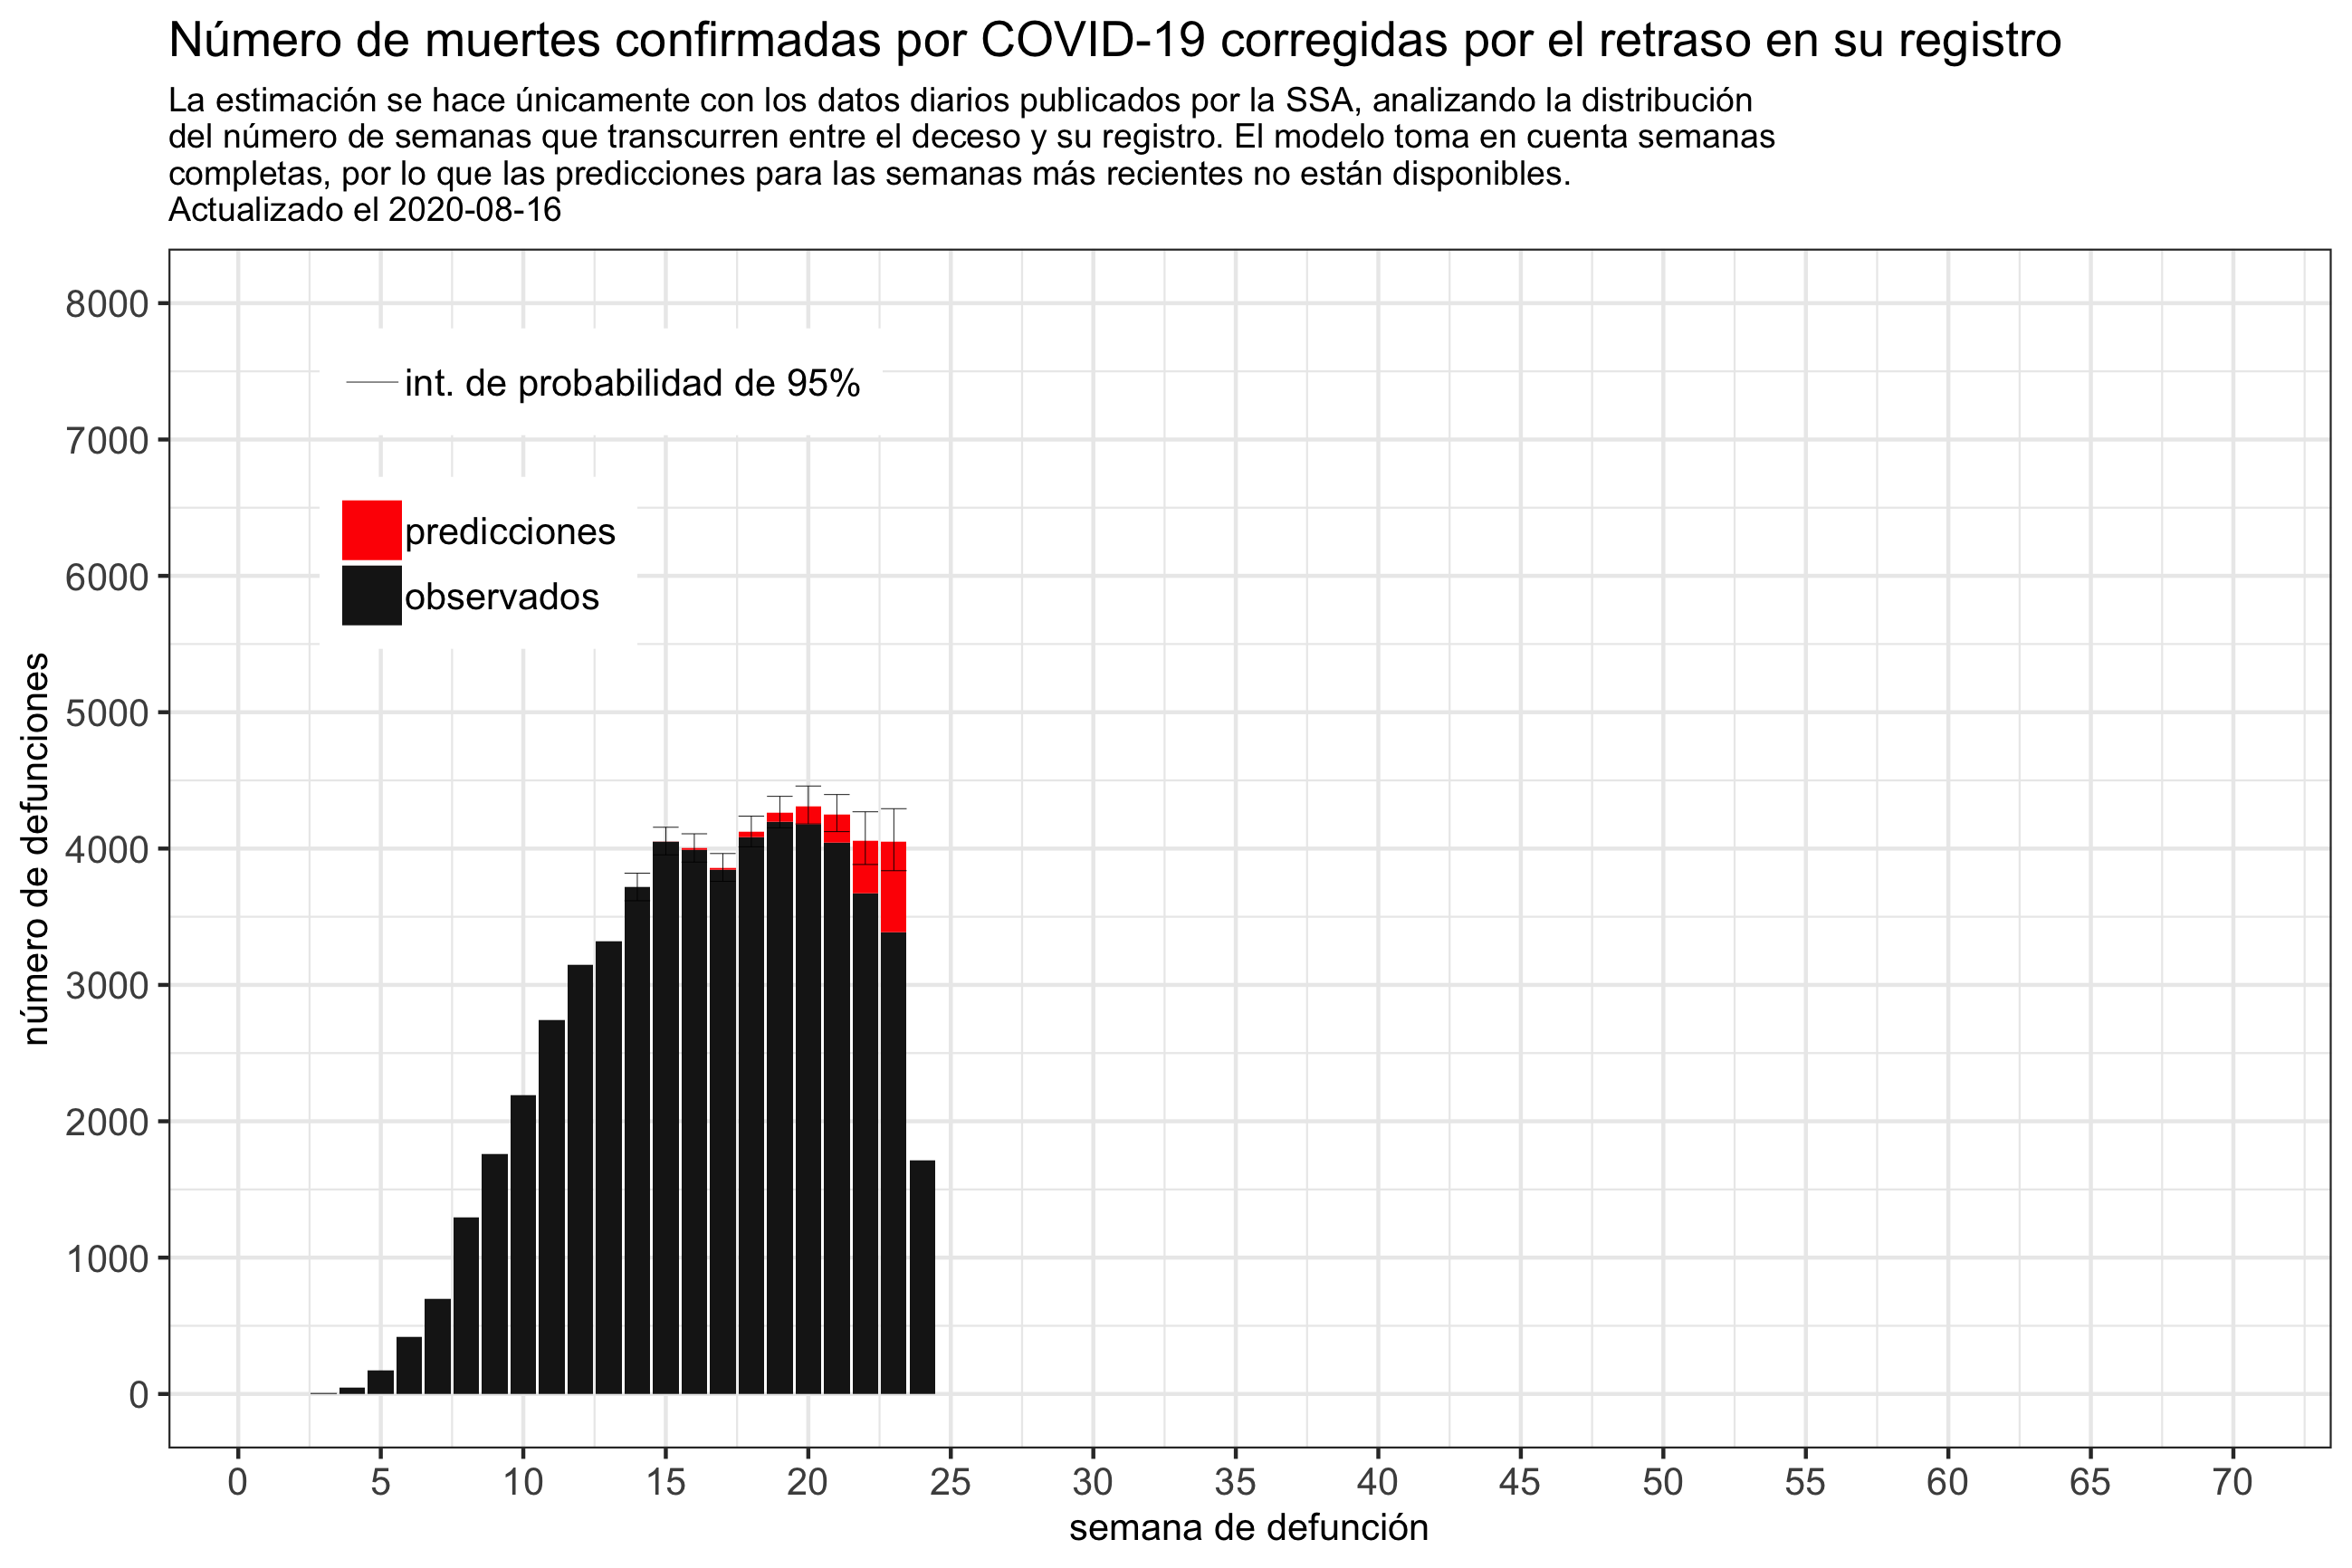 Número de muertes confirmadas por COVID-19 corregidas por el retraso en su registro
La estimación se hace únicamente con los datos diarios publicados por la SSA, analizando la distribución
del número de semanas que transcurren entre el deceso y su registro. El modelo toma en cuenta semanas
completas, por lo que las predicciones para las semanas más recientes no están disponibles.
Actualizado el 2020-08-16
8000
7000
6000
5000
4000
3000
2000
1000
0
número de defunciones
int. de probabilidad de 95%
predicciones
observados
0 5 10 15 20 25 30 35 40 45 50 55 60 65 70
semana de defunción